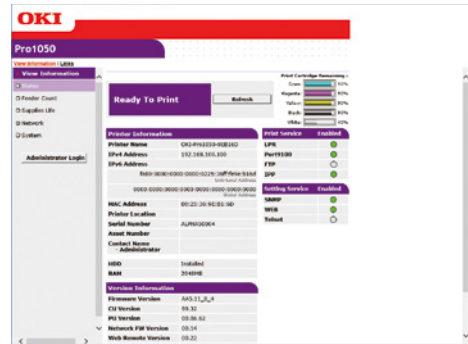 OKI
Pro1050
View Information | Links
View Information
Status
Feeder Count
Supplies Life
Network
System
Administrator Login
Ready To Print
Refresh
Print Cartridge Remaining
Cyan
Magenta
Yellow
Black
White
Printer Information
Printer Name
IPv4 Address
IPv6 Address
MAC Address
Printer Location
Serial Number
Asset Number
Contact Name
- Administrator
HDD Installed
RAM 2048MB
Print Service Enabled
LPR
Port9100
FTP
IPP
Setting Service Enabled
SNMP
WEB
Telnet
Version Information
Firmware Version
CU Version
PU Version
Network FW Version
Web Remote Version